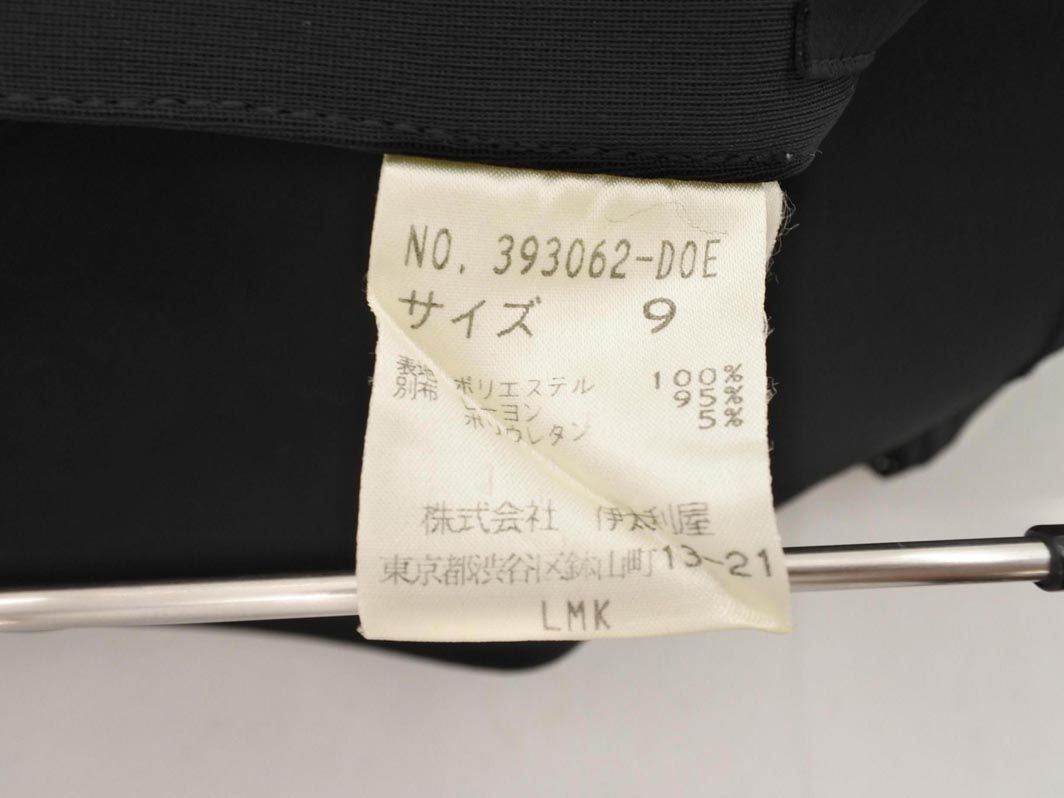 NO. 393062-DOE
サイズ 9
表地 ポリエステル 100%
別布 レーヨン 95%
ポリウレタン 5%
株式会社 伊太利屋
東京都渋谷区鉢山町13-21
LMK